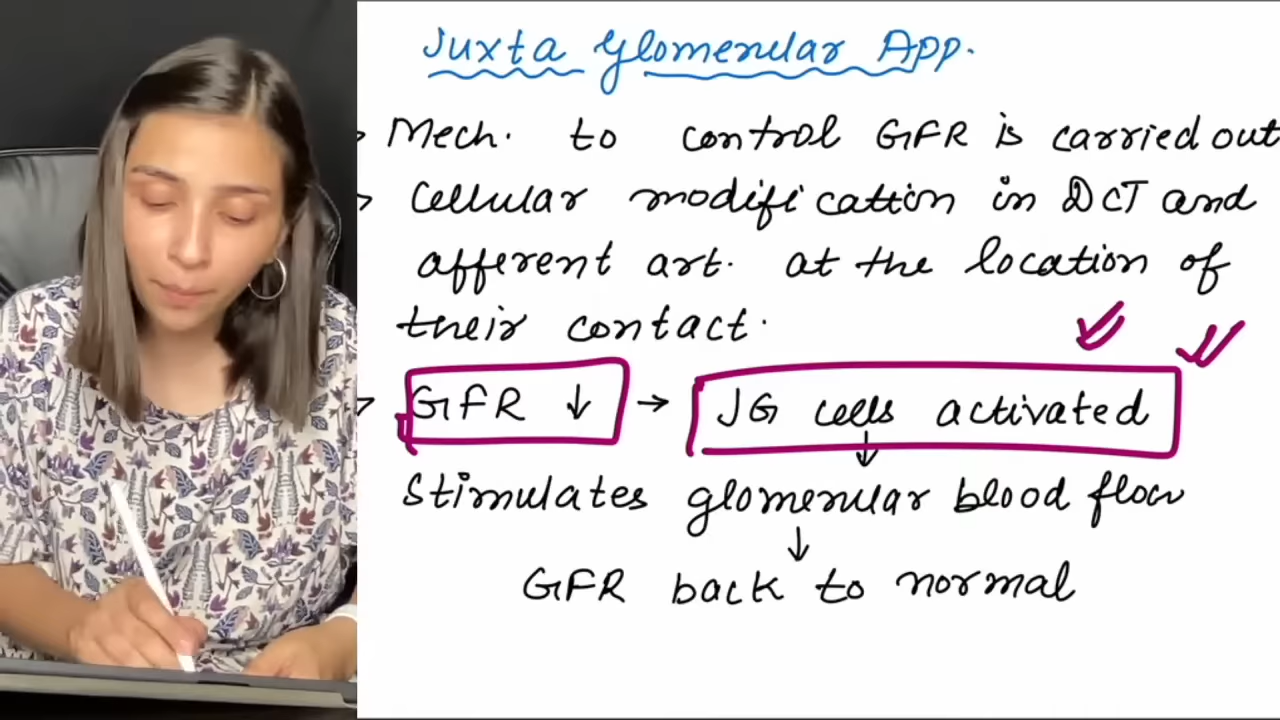 Juxta Glomerular App.
Mech. to control GFR is carried out
Cellular modification in DCT and
afferent art. at the location of
their contact.
GFR ↓ → JG cells activated
↓
Stimulates glomerular blood flow
↓
GFR back to normal